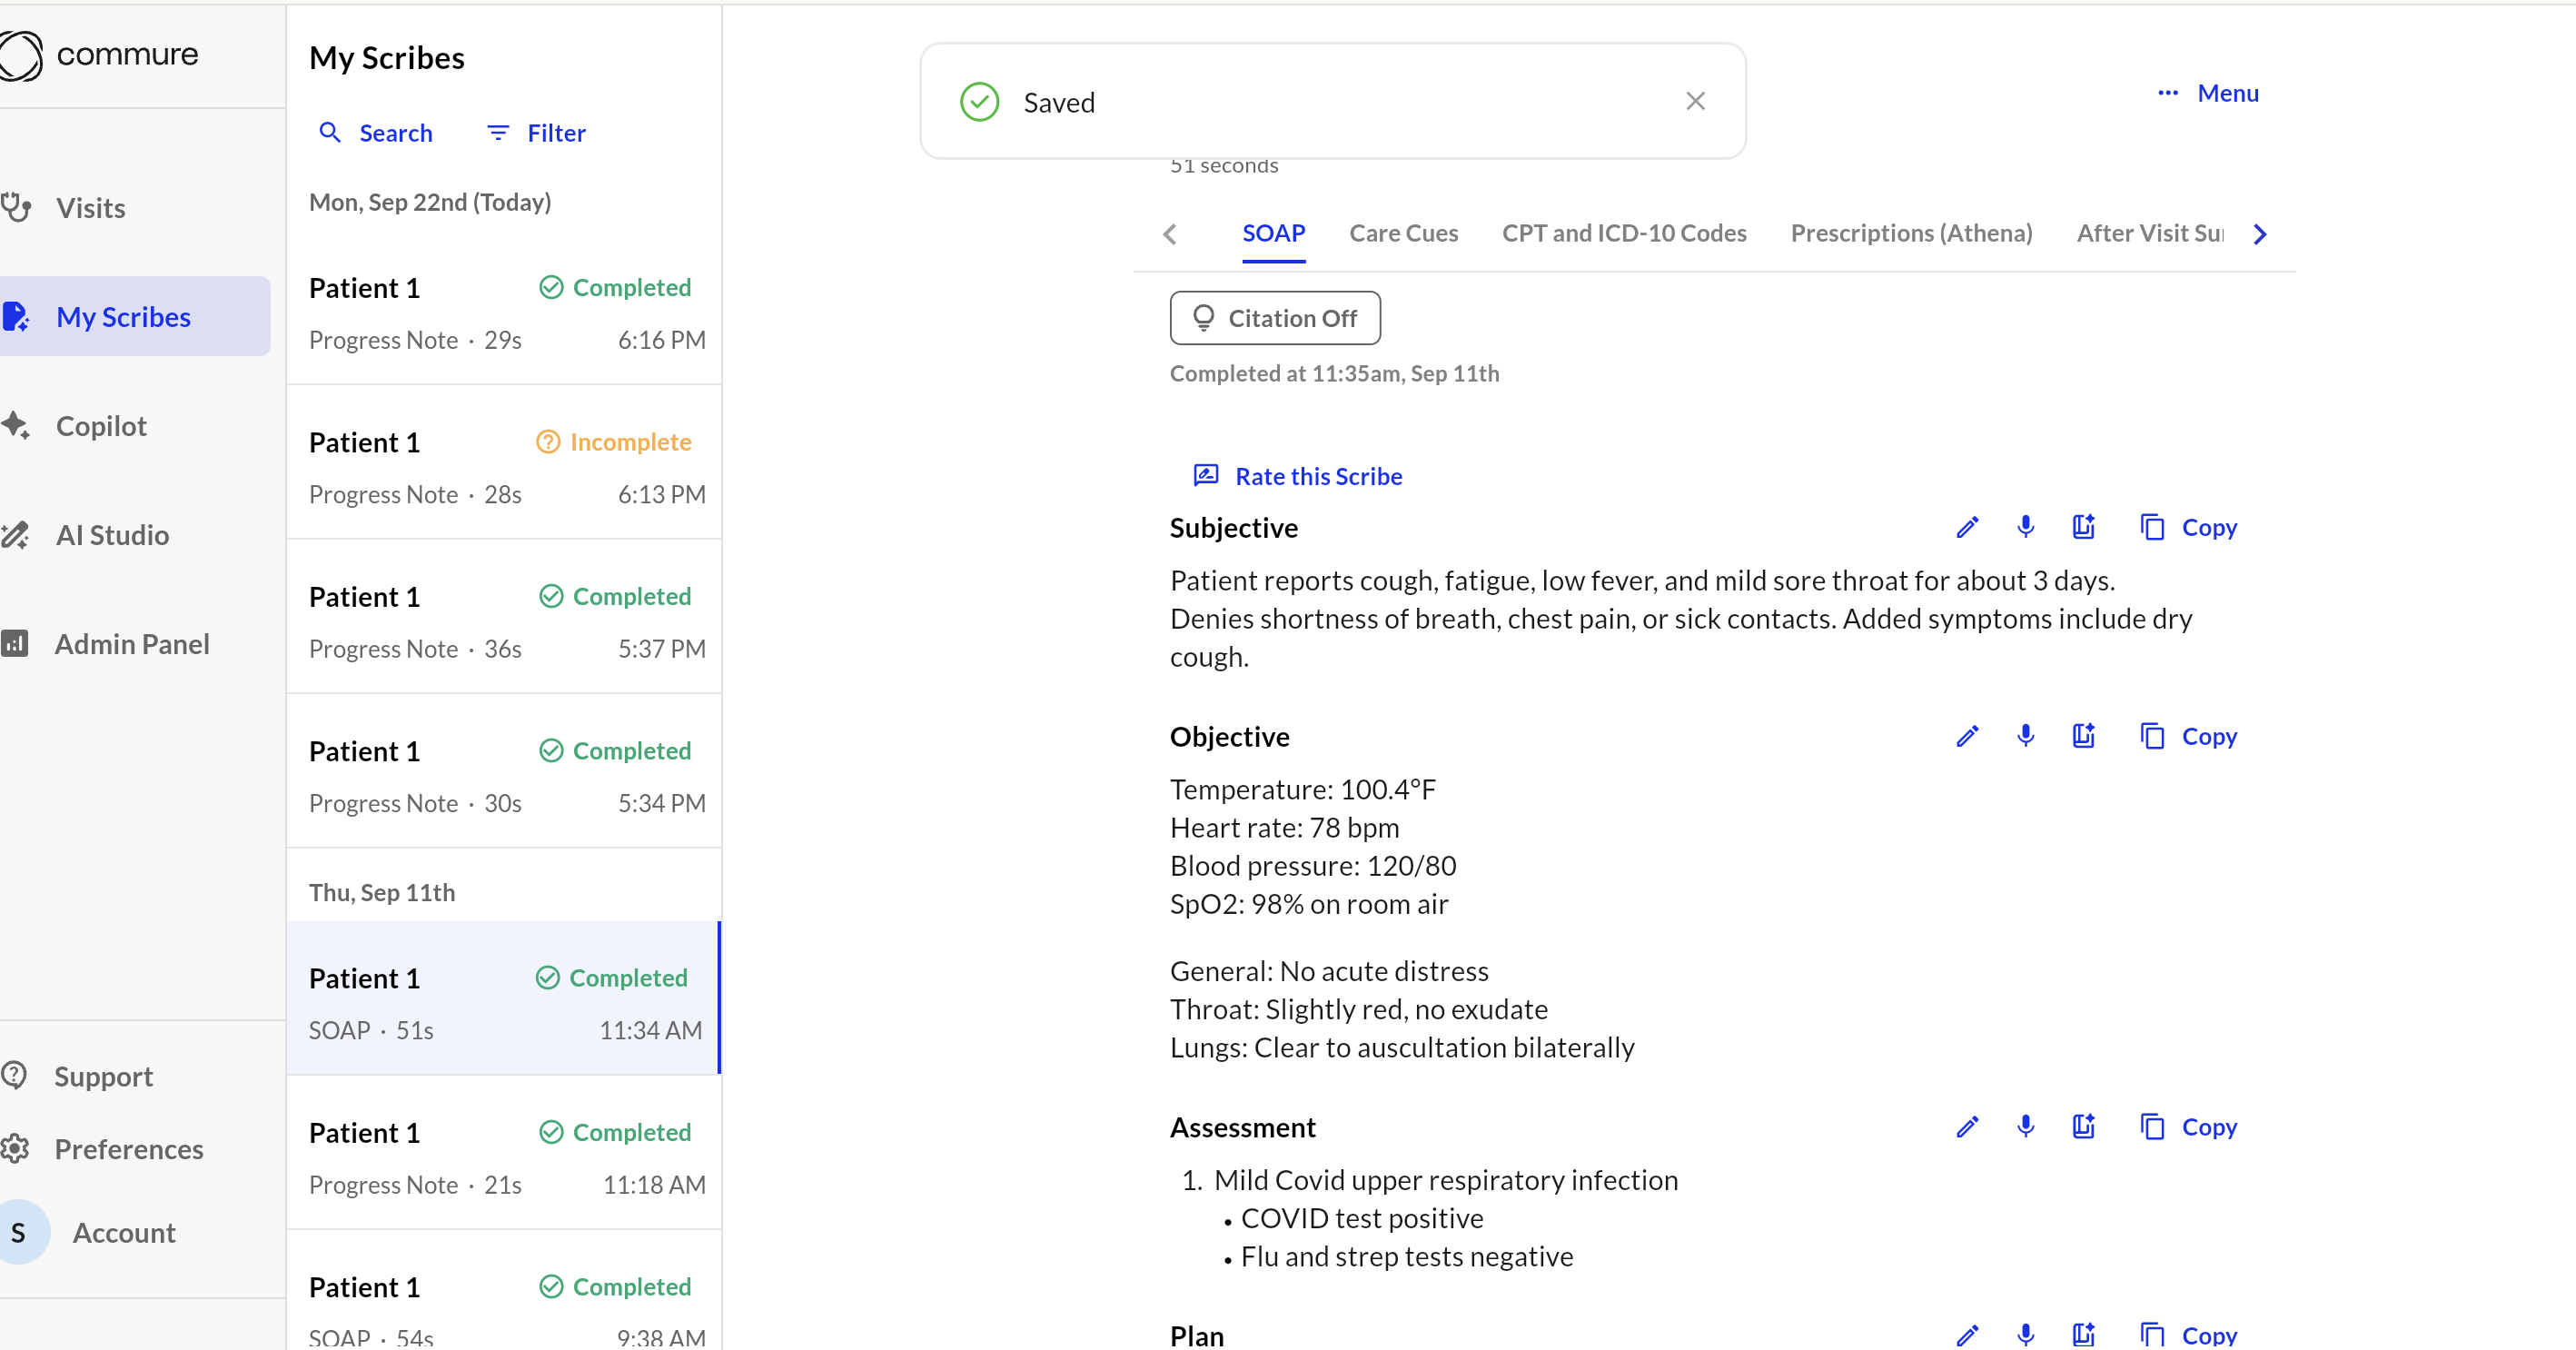 commure
Visits
My Scribes
Copilot
AI Studio
Admin Panel
Support
Preferences
S
Account
My Scribes
Search
Filter
Mon, Sep 22nd (Today)
Patient 1
Completed
Progress Note · 29s
6:16 PM
Patient 1
Incomplete
Progress Note · 28s
6:13 PM
Patient 1
Completed
Progress Note · 36s
5:37 PM
Patient 1
Completed
Progress Note · 30s
5:34 PM
Thu, Sep 11th
Patient 1
Completed
SOAP · 51s
11:34 AM
Patient 1
Completed
Progress Note · 21s
11:18 AM
Patient 1
Completed
SOAP · 54s
9:38 AM
Saved
Menu
51 seconds
SOAP
Care Cues
CPT and ICD-10 Codes
Prescriptions (Athena)
After Visit Su
Citation Off
Completed at 11:35am, Sep 11th
Rate this Scribe
Subjective
Copy
Patient reports cough, fatigue, low fever, and mild sore throat for about 3 days.
Denies shortness of breath, chest pain, or sick contacts. Added symptoms include dry
cough.
Objective
Copy
Temperature: 100.4°F
Heart rate: 78 bpm
Blood pressure: 120/80
SpO2: 98% on room air
General: No acute distress
Throat: Slightly red, no exudate
Lungs: Clear to auscultation bilaterally
Assessment
Copy
1. Mild Covid upper respiratory infection
• COVID test positive
• Flu and strep tests negative
Plan
Copy